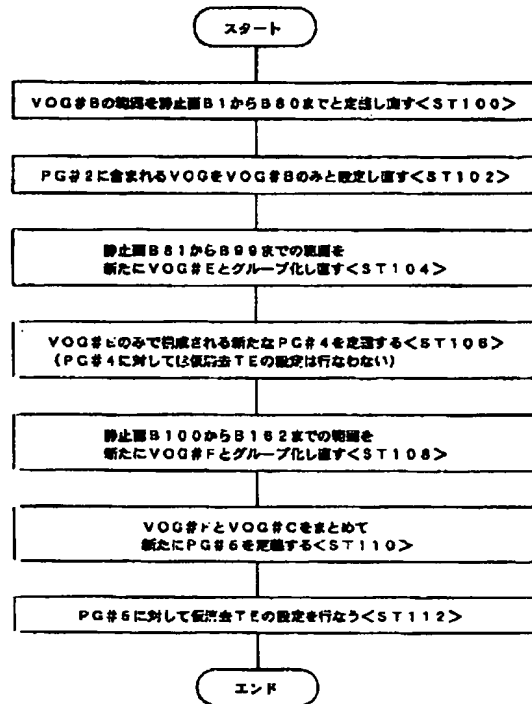 スタート
VOG#Bの範囲を静止画B1からB80までと定義し直す<ST100>
PG#2に含まれるVOGをVOG#Bのみと設定し直す<ST102>
静止画B81からB99までの範囲を
新たにVOG#Eとグループ化し直す<ST104>
VOG#Eのみで構成される新たなPG#4を定義する<ST106>
(PG#4に対しては仮消去TEの設定は行なわない)
静止画B100からB162までの範囲を
新たにVOG#Fとグループ化し直す<ST108>
VOG#FとVOG#Cをまとめて
新たにPG#5を定義する<ST110>
PG#5に対して仮消去TEの設定を行なう<ST112>
エンド